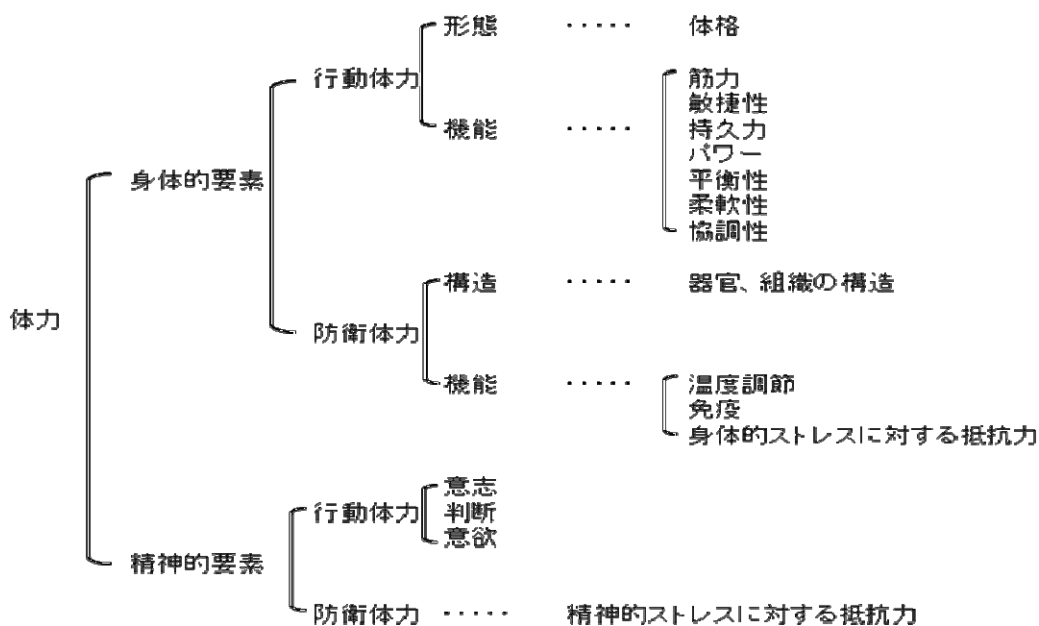 形態 ・・・・・ 体格
行動体力
筋力
敏捷性
機能 ・・・・・ 持久力
パワー
身体的要素
平衡性
柔軟性
協調性
構造 ・・・・・ 器官、組織の構造
体力
防衛体力
機能 ・・・・・ 温度調節
免疫
身体的ストレスに対する抵抗力
意志
行動体力 判断
意欲
精神的要素
防衛体力 ・・・・・ 精神的ストレスに対する抵抗力